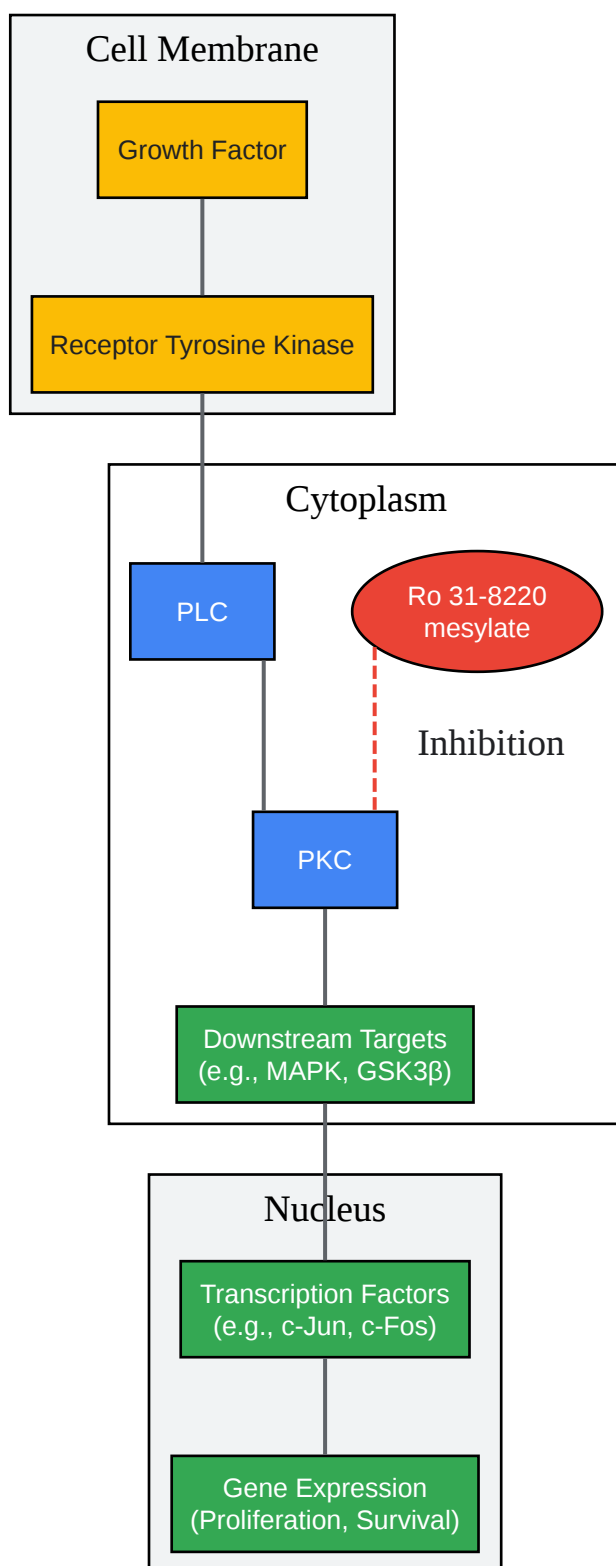 Cell Membrane
Growth Factor
Receptor Tyrosine Kinase
Cytoplasm
PLC
Ro 31-8220
mesylate
Inhibition
PKC
Downstream Targets
(e.g., MAPK, GSK3β)
Nucleus
Transcription Factors
(e.g., c-Jun, c-Fos)
Gene Expression
(Proliferation, Survival)